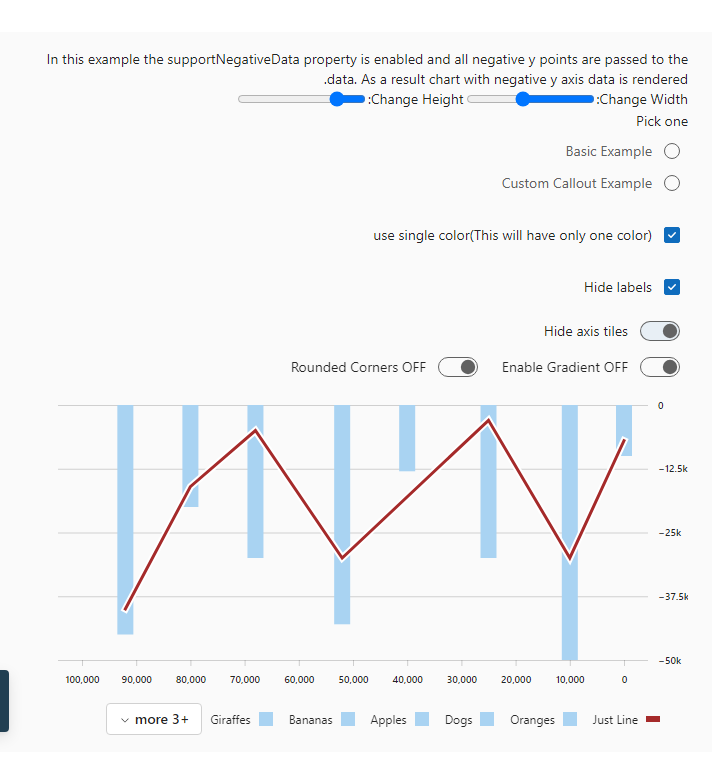 In this example the supportNegativeData property is enabled and all negative y points are passed to the
.data. As a result chart with negative y axis data is rendered
:Change Height :Change Width
Pick one
Basic Example
Custom Callout Example
use single color(This will have only one color)
Hide labels
Hide axis tiles
Rounded Corners OFF Enable Gradient OFF
0
−12.5k
−25k
−37.5k
−50k
100,000 90,000 80,000 70,000 60,000 50,000 40,000 30,000 20,000 10,000 0
more 3+ Giraffes Bananas Apples Dogs Oranges Just Line